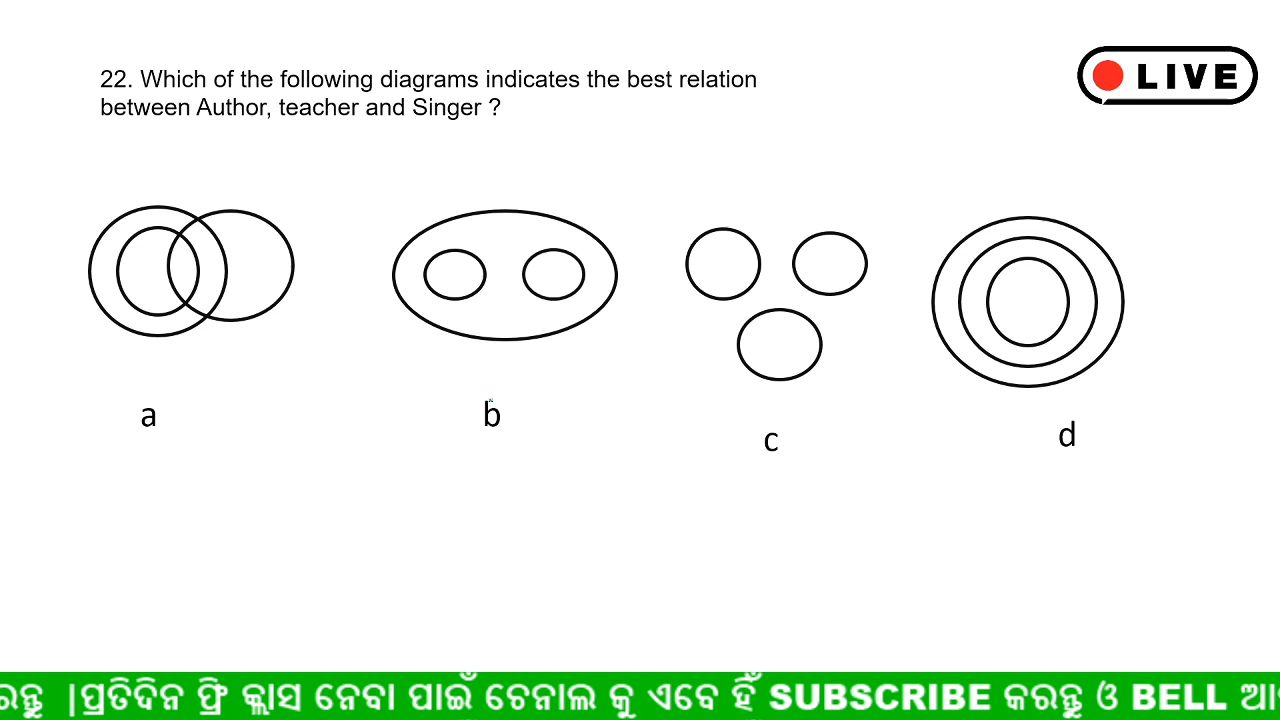 22. Which of the following diagrams indicates the best relation
between Author, teacher and Singer ?
LIVE
a
b
c
d
ପ୍ରତିଦିନ ଫ୍ରି କ୍ଲାସ ନେବା ପାଇଁ ଚେନାଲ କୁ ଏବେ ହିଁ SUBSCRIBE କରନ୍ତୁ ଓ BELL